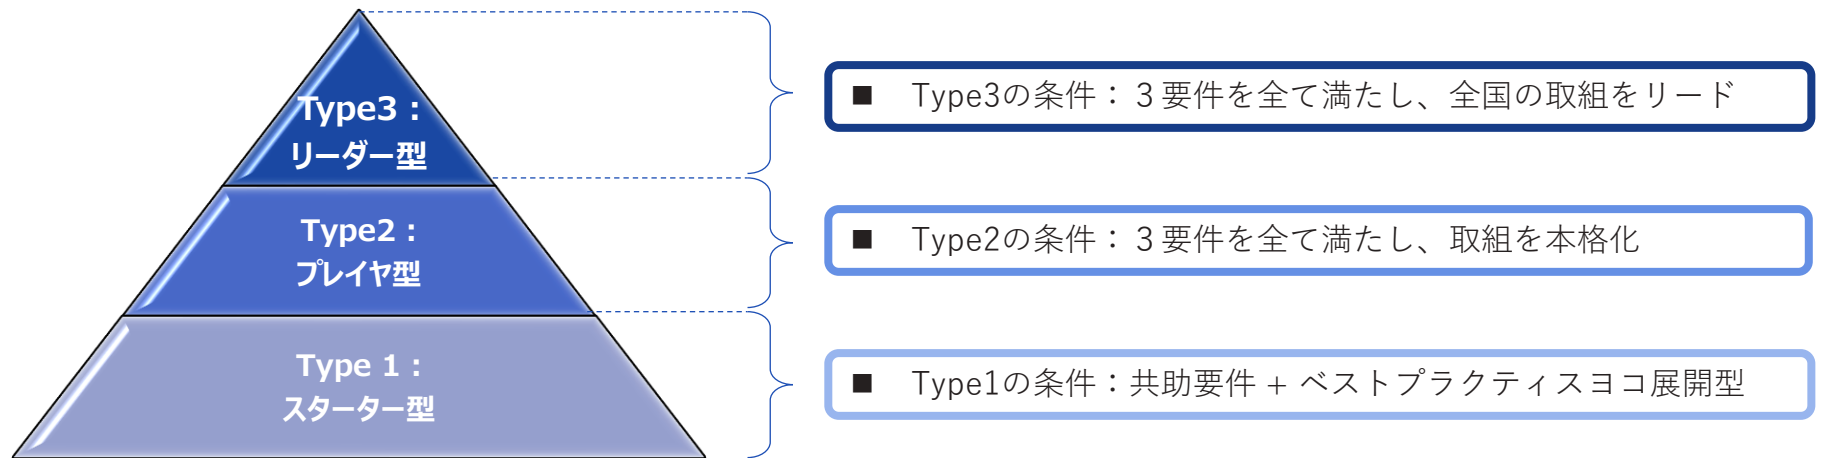 Type3：
リーダー型
■ Type3の条件：３要件を全て満たし、全国の取組をリード
Type2：
プレイヤ型
■ Type2の条件：３要件を全て満たし、取組を本格化
Type 1：
スターター型
■ Type1の条件：共助要件 + ベストプラクティスヨコ展開型